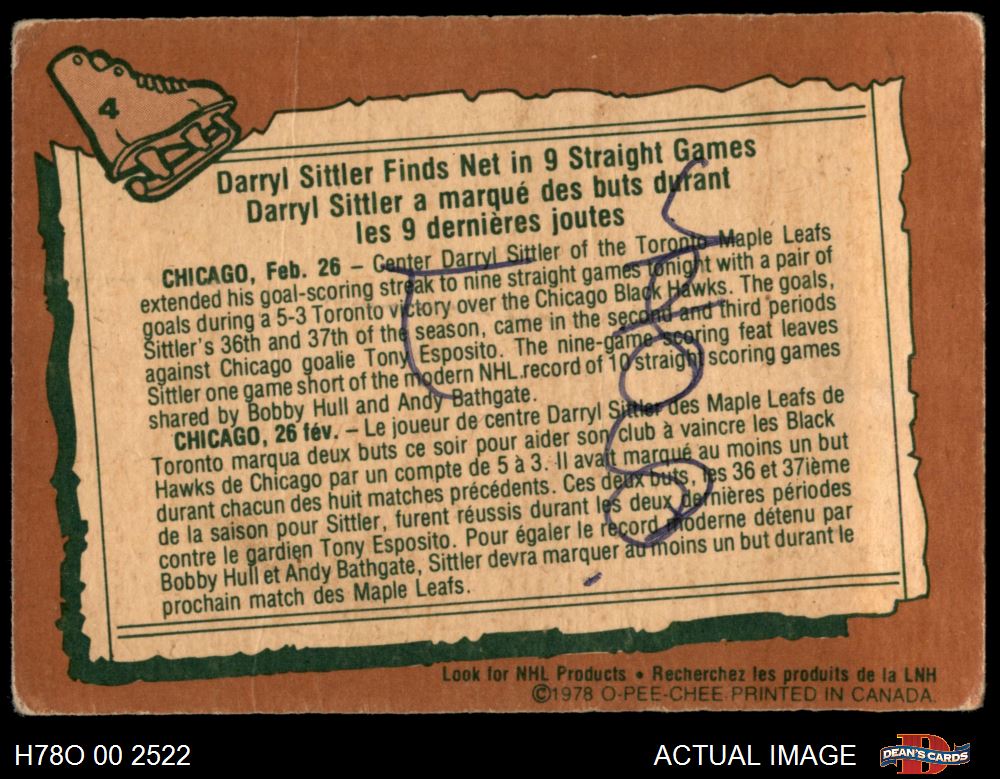 4
Darryl Sittler Finds Net in 9 Straight Games
Darryl Sittler a marqué des buts durant
les 9 dernières joutes
CHICAGO, Feb. 26 – Center Darryl Sittler of the Toronto Maple Leafs
extended his goal-scoring streak to nine straight games tonight with a pair of
goals during a 5-3 Toronto victory over the Chicago Black Hawks. The goals,
Sittler's 36th and 37th of the season, came in the second and third periods
against Chicago goalie Tony Esposito. The nine-game scoring feat leaves
Sittler one game short of the modern NHL record of 10 straight scoring games
shared by Bobby Hull and Andy Bathgate.
CHICAGO, 26 fév. – Le joueur de centre Darryl Sittler des Maple Leafs de
Toronto marqua deux buts ce soir pour aider son club à vaincre les Black
Hawks de Chicago par un compte de 5 à 3. Il avait marqué au moins un but
durant chacun des huit matches précédents. Ces deux buts, les 36 et 37ième
de la saison pour Sittler, furent réussis durant les deux dernières périodes
contre le gardien Tony Esposito. Pour égaler le record moderne détenu par
Bobby Hull et Andy Bathgate, Sittler devra marquer au moins un but durant le
prochain match des Maple Leafs.
Look for NHL Products • Recherchez les produits de la LNH
©1978 O-PEE-CHEE PRINTED IN CANADA.
H78O 00 2522
ACTUAL IMAGE
DEAN'S CARDS